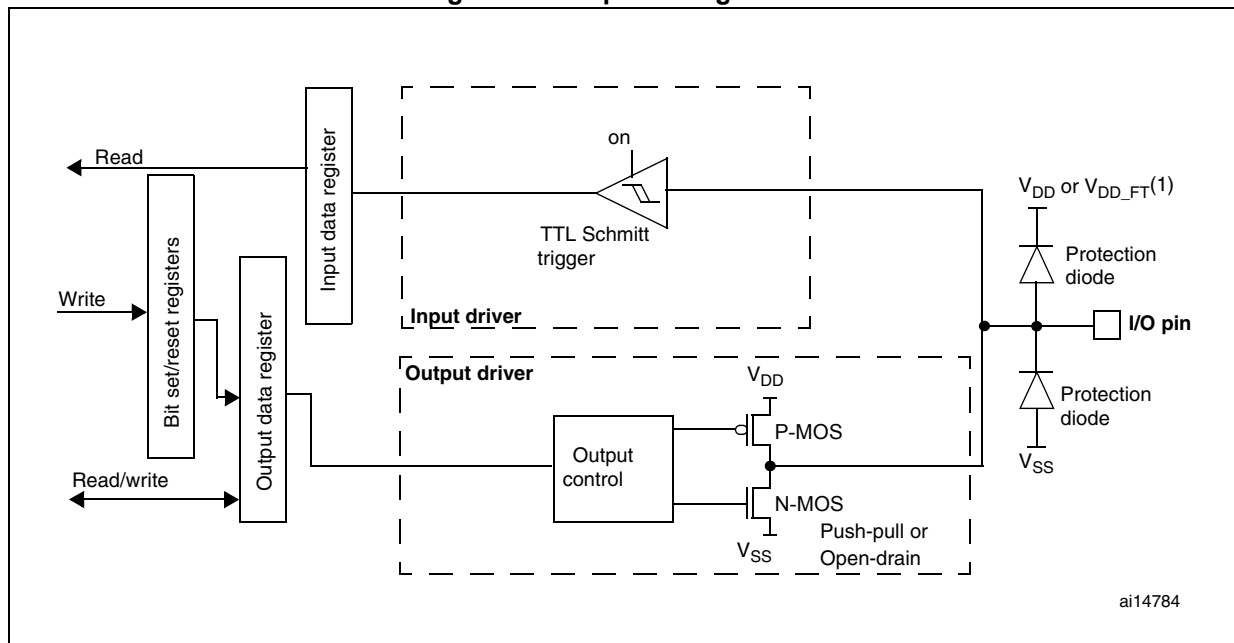 on
Read
Input data register
TTL Schmitt
trigger
Input driver
V_DD or V_DD_FT(1)
Protection
diode
I/O pin
Protection
diode
V_SS
Write
Bit set/reset registers
Output data register
Read/write
Output driver
V_DD
P-MOS
Output
control
N-MOS
V_SS
Push-pull or
Open-drain
ai14784